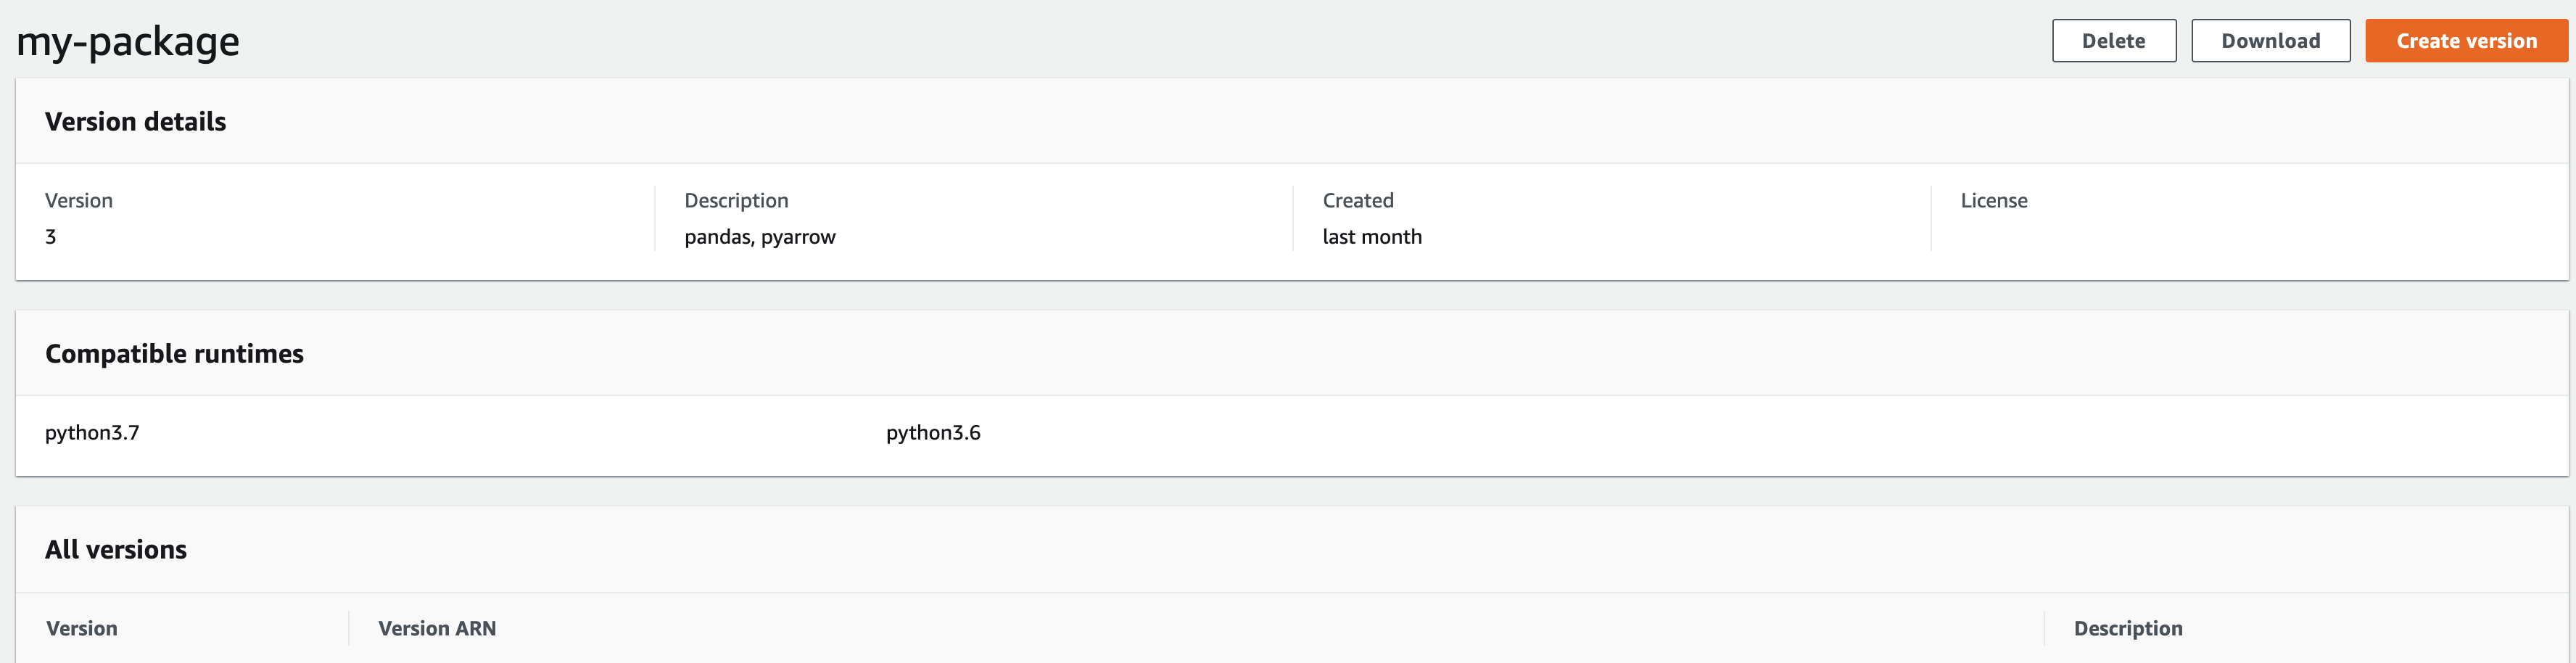 my-package
Delete Download Create version
Version details
Version Description Created License
3 pandas, pyarrow last month
Compatible runtimes
python3.7 python3.6
All versions
Version Version ARN Description